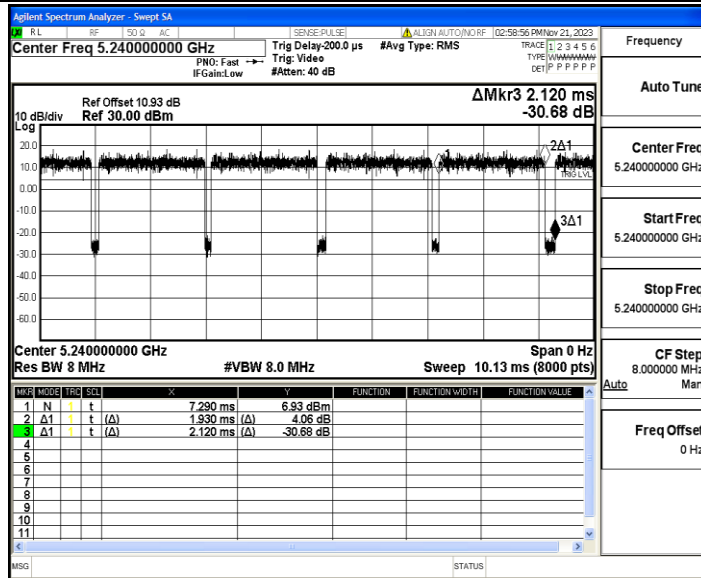 Agilent Spectrum Analyzer - Swept SA
RL RF 50 Ω AC SENSE:PULSE ALIGN AUTO/NO RF 02:58:56 PM Nov 21, 2023
Center Freq 5.240000000 GHz
PNO: Fast
IFGain:Low
Trig Delay-200.0 µs
Trig: Video
#Atten: 40 dB
#Avg Type: RMS
TRACE 1 2 3 4 5 6
TYPE WWWWWW
DET P P P P P P
ΔMkr3 2.120 ms
-30.68 dB
Ref Offset 10.93 dB
10 dB/div Ref 30.00 dBm
Log
20.0
10.0
0.00
-10.0
-20.0
-30.0
-40.0
-50.0
-60.0
1
2Δ1
TRIG LVL
3Δ1
Center 5.240000000 GHz Span 0 Hz
Res BW 8 MHz #VBW 8.0 MHz Sweep 10.13 ms (8000 pts)
MKR MODE TRC SCL X Y FUNCTION FUNCTION WIDTH FUNCTION VALUE
1 N 1 t 7.290 ms 6.93 dBm
2 Δ1 1 t (Δ) 1.930 ms (Δ) 4.06 dB
3 Δ1 1 t (Δ) 2.120 ms (Δ) -30.68 dB
4
5
6
7
8
9
10
11
MSG STATUS
Frequency
Auto Tune
Center Freq
5.240000000 GHz
Start Freq
5.240000000 GHz
Stop Freq
5.240000000 GHz
CF Step
8.000000 MHz
Auto Man
Freq Offset
0 Hz